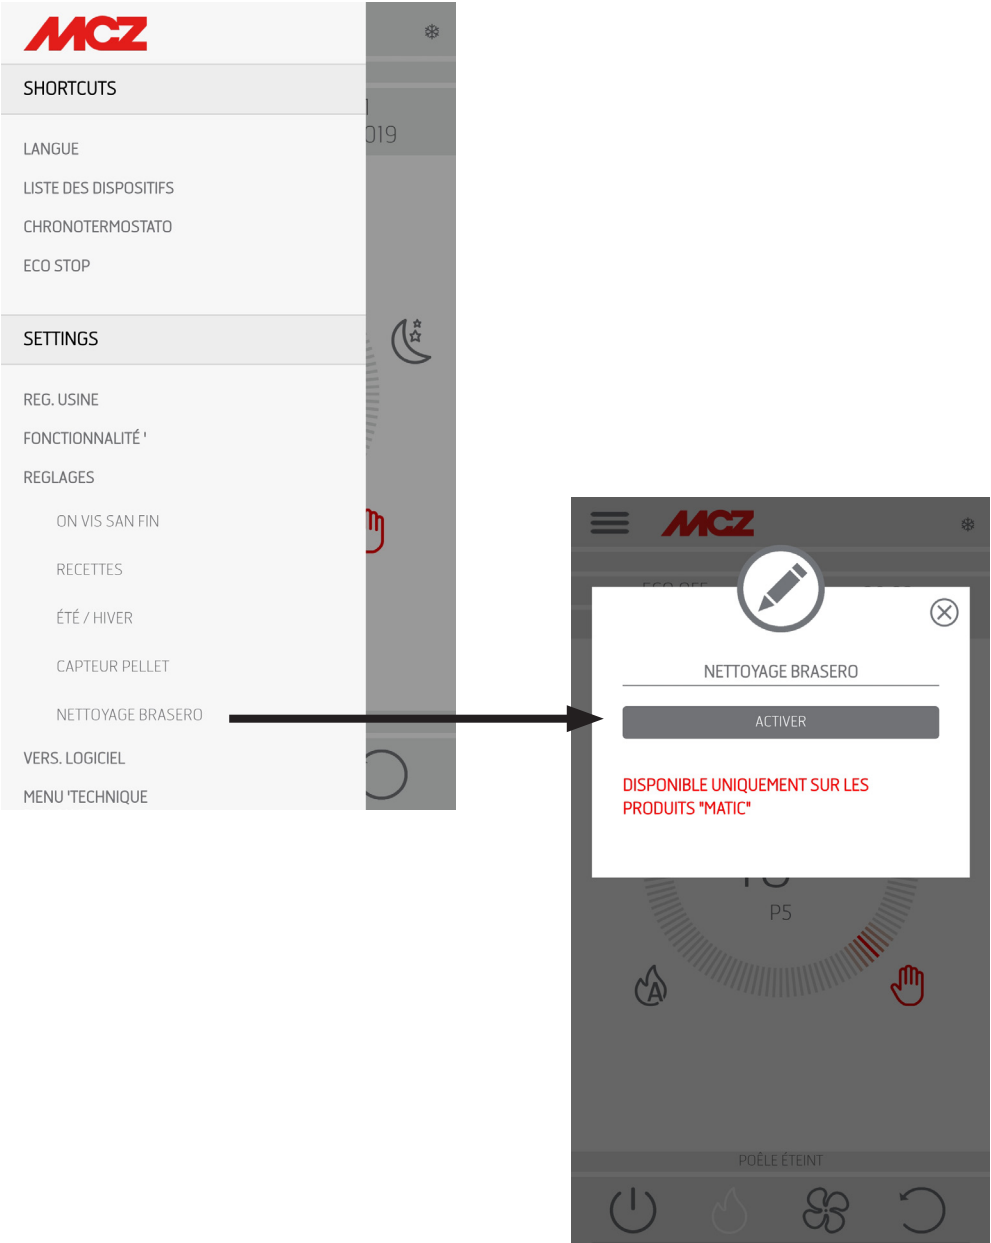 MCZ
SHORTCUTS
019
LANGUE
LISTE DES DISPOSITIFS
CHRONOTERMOSTATO
ECO STOP
SETTINGS
REG. USINE
FONCTIONNALITÉ '
REGLAGES
ON VIS SAN FIN
RECETTES
ÉTÉ / HIVER
CAPTEUR PELLET
NETTOYAGE BRASERO
VERS. LOGICIEL
MENU 'TECHNIQUE
MCZ
NETTOYAGE BRASERO
ACTIVER
DISPONIBLE UNIQUEMENT SUR LES
PRODUITS "MATIC"
P5
A
POÊLE ÉTEINT